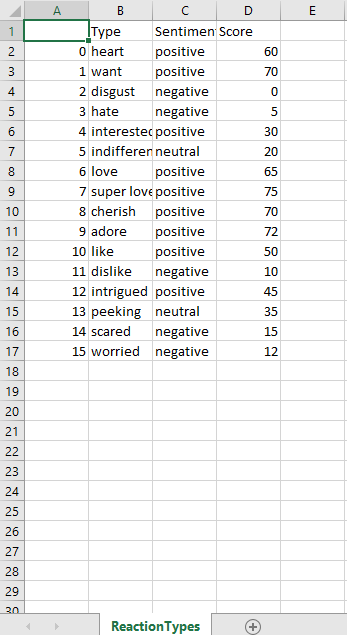 A B C D E
1 Type Sentimen Score
2 0 heart positive 60
3 1 want positive 70
4 2 disgust negative 0
5 3 hate negative 5
6 4 interested positive 30
7 5 indifferen neutral 20
8 6 love positive 65
9 7 super love positive 75
10 8 cherish positive 70
11 9 adore positive 72
12 10 like positive 50
13 11 dislike negative 10
14 12 intrigued positive 45
15 13 peeking neutral 35
16 14 scared negative 15
17 15 worried negative 12
18
19
20
21
22
23
24
25
26
27
28
29
30
ReactionTypes